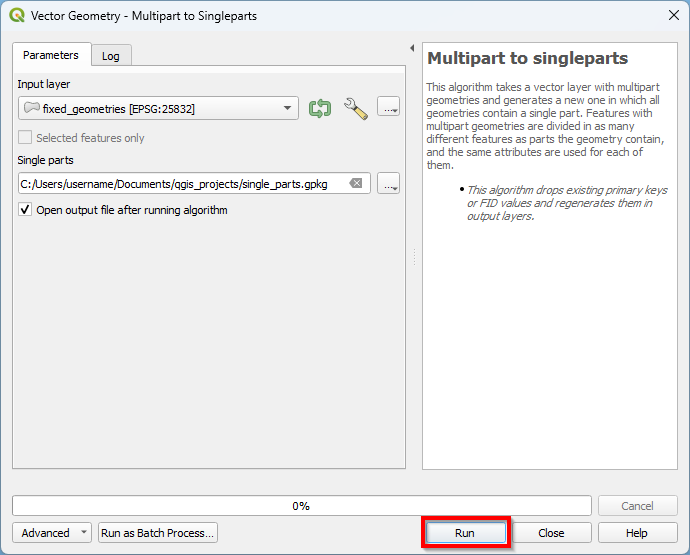 Vector Geometry - Multipart to Singleparts
Parameters
Log
Input layer
fixed_geometries [EPSG:25832]
...
Selected features only
Single parts
C:/Users/username/Documents/qgis_projects/single_parts.gpkg
...
Open output file after running algorithm
Multipart to singleparts
This algorithm takes a vector layer with multipart
geometries and generates a new one in which all
geometries contain a single part. Features with
multipart geometries are divided in as many
different features as parts the geometry contain,
and the same attributes are used for each of
them.
• This algorithm drops existing primary keys
or FID values and regenerates them in
output layers.
0%
Cancel
Advanced
Run as Batch Process...
Run
Close
Help